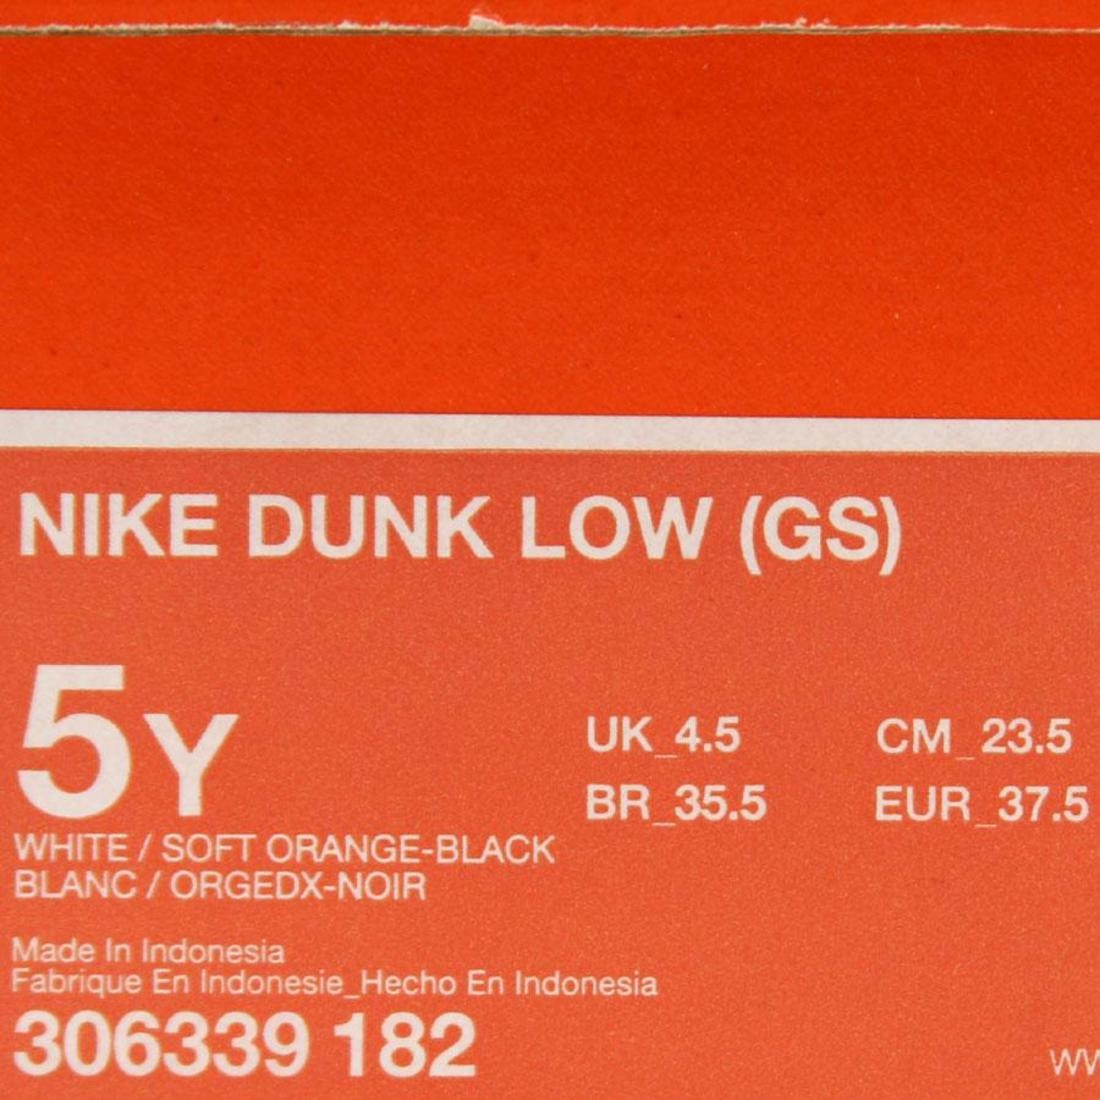 NIKE DUNK LOW (GS)
5Y
UK_4.5 CM_23.5
BR_35.5 EUR_37.5
WHITE / SOFT ORANGE-BLACK
BLANC / ORGEDX-NOIR
Made In Indonesia
Fabrique En Indonesie_Hecho En Indonesia
306339 182